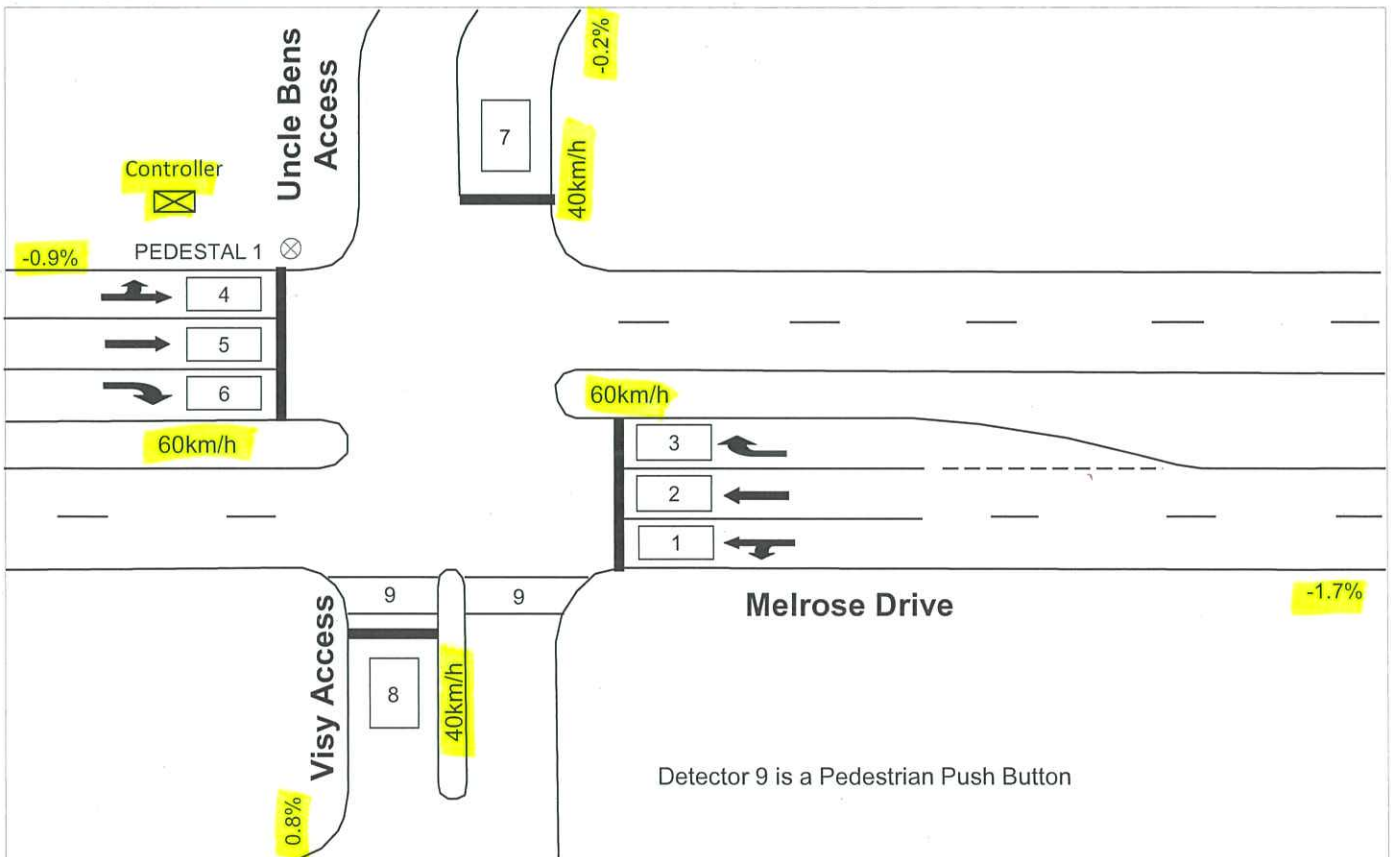 Uncle Bens
Access
-0.2%
7
40km/h
Controller
PEDESTAL 1
-0.9%
4
5
6
60km/h
60km/h
3
2
1
Melrose Drive
-1.7%
9
9
Visy Access
8
40km/h
0.8%
Detector 9 is a Pedestrian Push Button